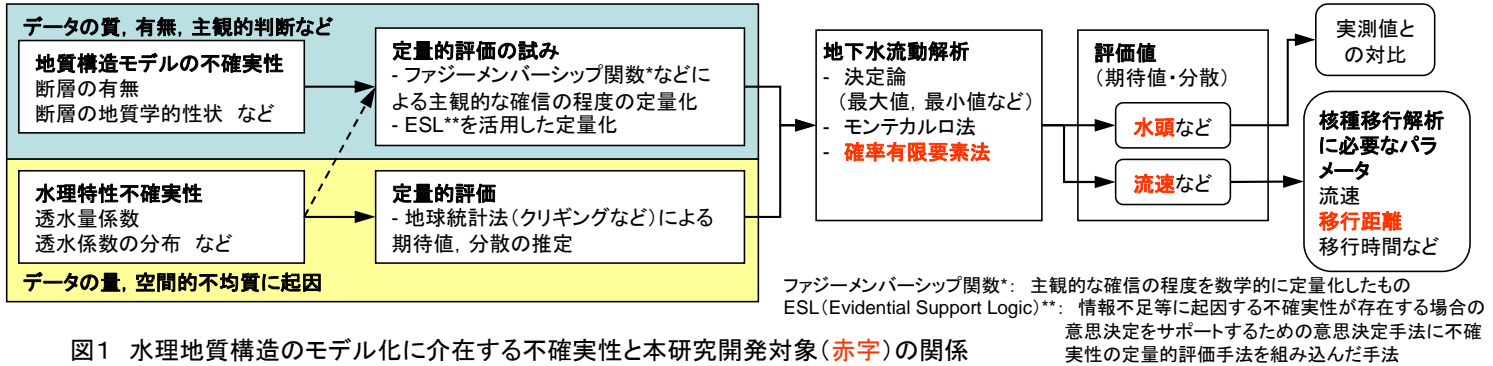 データの質，有無，主観的判断など
地質構造モデルの不確実性
断層の有無
断層の地質学的性状　など
定量的評価の試み
- ファジーメンバーシップ関数*などに
よる主観的な確信の程度の定量化
- ESL**を活用した定量化
水理特性不確実性
透水量係数
透水係数の分布　など
定量的評価
- 地球統計法（クリギングなど）による
期待値，分散の推定
データの量，空間的不均質に起因
地下水流動解析
- 決定論
（最大値，最小値など）
- モンテカルロ法
- 確率有限要素法
評価値
（期待値・分散）
水頭など
流速など
実測値と
の対比
核種移行解析
に必要なパラ
メータ
流速
移行距離
移行時間など
ファジーメンバーシップ関数*：　主観的な確信の程度を数学的に定量化したもの
ESL（Evidential Support Logic）**：　情報不足等に起因する不確実性が存在する場合の
意思決定をサポートするための意思決定手法に不確
実性の定量的評価手法を組み込んだ手法
図１　水理地質構造のモデル化に介在する不確実性と本研究開発対象（赤字）の関係